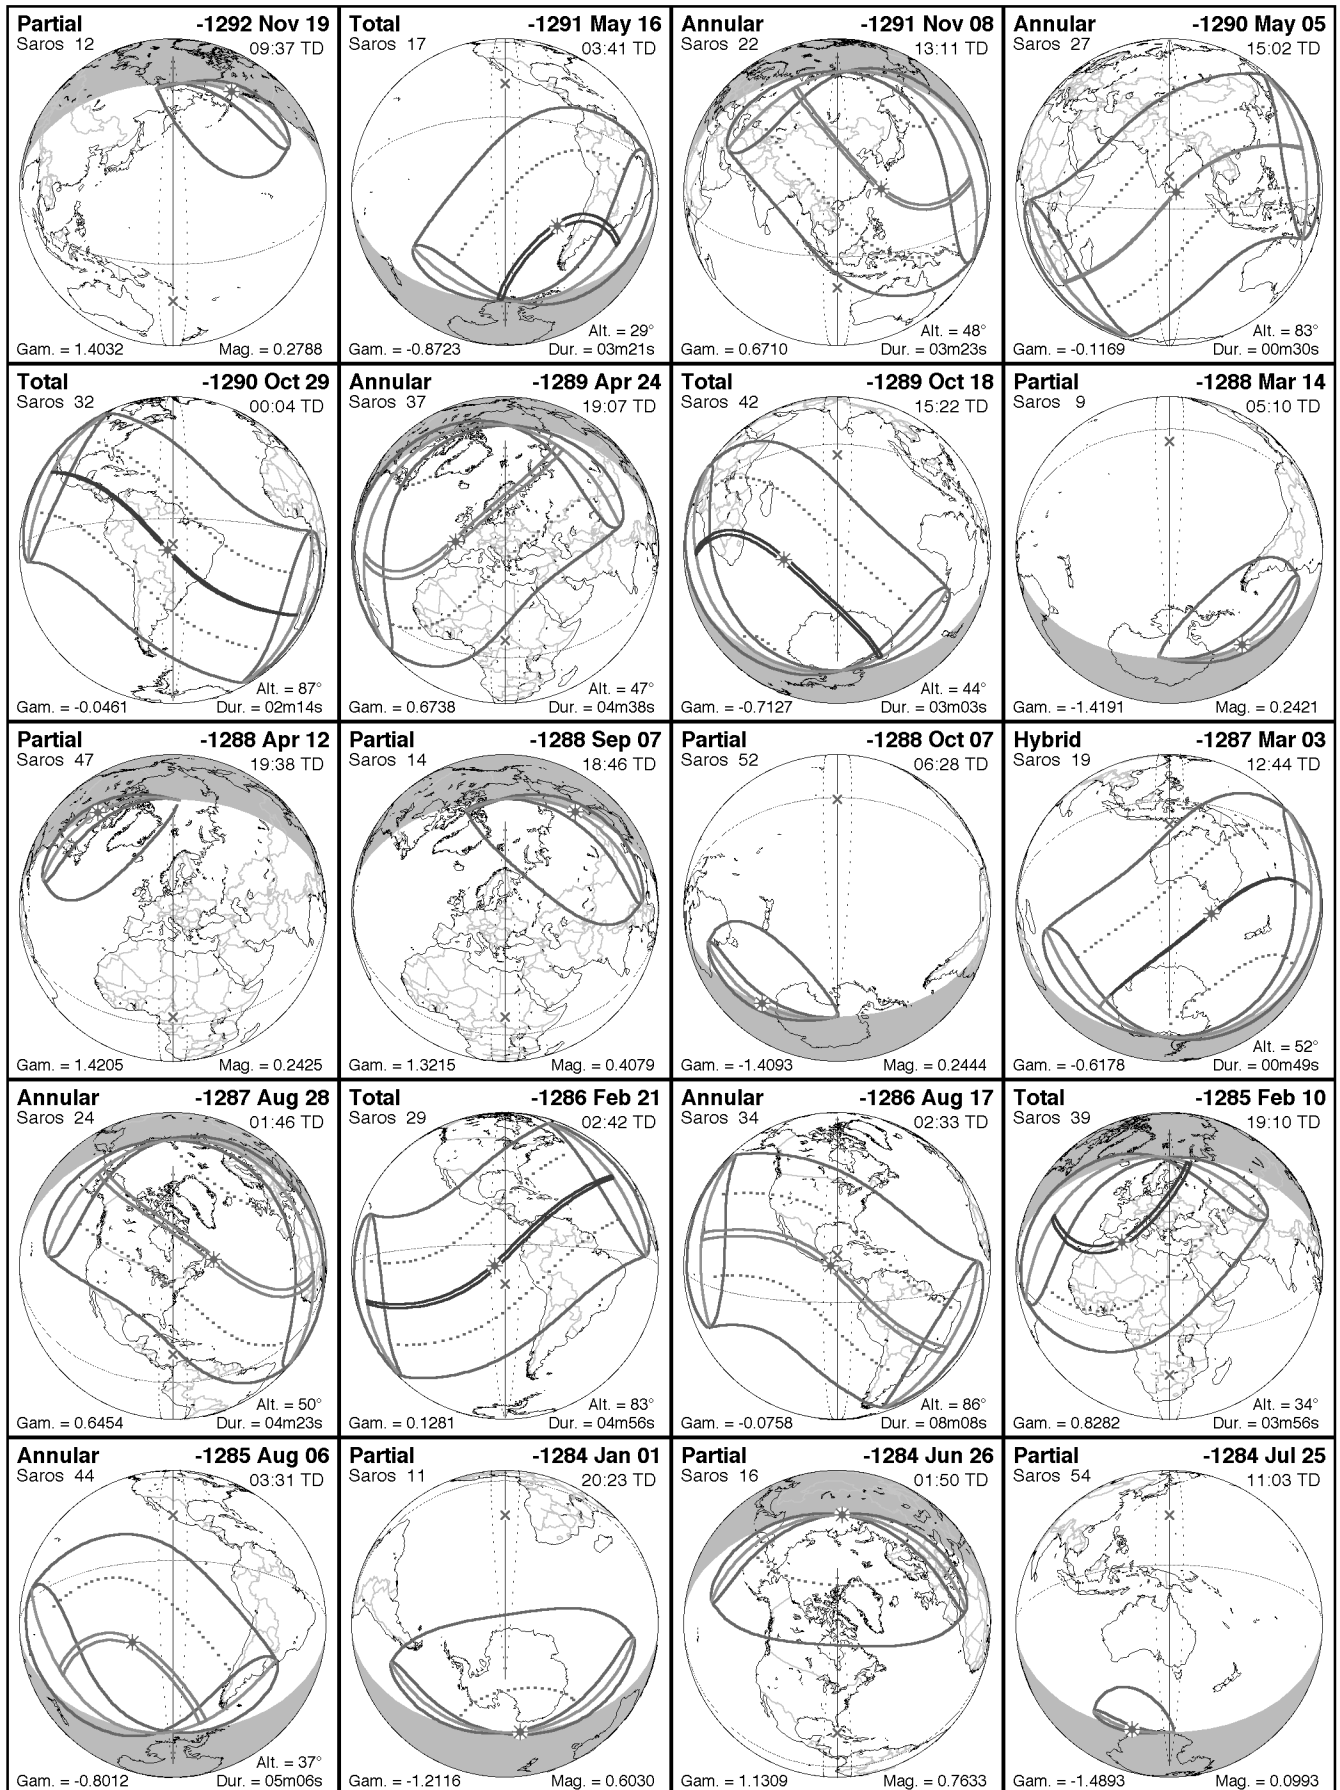 Partial -1292 Nov 19
Saros 12 09:37 TD
Gam. = 1.4032 Mag. = 0.2788
Total -1291 May 16
Saros 17 03:41 TD
Alt. = 29°
Gam. = -0.8723 Dur. = 03m21s
Annular -1291 Nov 08
Saros 22 13:11 TD
Alt. = 48°
Gam. = 0.6710 Dur. = 03m23s
Annular -1290 May 05
Saros 27 15:02 TD
Alt. = 83°
Gam. = -0.1169 Dur. = 00m30s
Total -1290 Oct 29
Saros 32 00:04 TD
Alt. = 87°
Gam. = -0.0461 Dur. = 02m14s
Annular -1289 Apr 24
Saros 37 19:07 TD
Alt. = 47°
Gam. = 0.6738 Dur. = 04m38s
Total -1289 Oct 18
Saros 42 15:22 TD
Alt. = 44°
Gam. = -0.7127 Dur. = 03m03s
Partial -1288 Mar 14
Saros 9 05:10 TD
Gam. = -1.4191 Mag. = 0.2421
Partial -1288 Apr 12
Saros 47 19:38 TD
Gam. = 1.4205 Mag. = 0.2425
Partial -1288 Sep 07
Saros 14 18:46 TD
Gam. = 1.3215 Mag. = 0.4079
Partial -1288 Oct 07
Saros 52 06:28 TD
Gam. = -1.4093 Mag. = 0.2444
Hybrid -1287 Mar 03
Saros 19 12:44 TD
Alt. = 52°
Gam. = -0.6178 Dur. = 00m49s
Annular -1287 Aug 28
Saros 24 01:46 TD
Alt. = 50°
Gam. = 0.6454 Dur. = 04m23s
Total -1286 Feb 21
Saros 29 02:42 TD
Alt. = 83°
Gam. = 0.1281 Dur. = 04m56s
Annular -1286 Aug 17
Saros 34 02:33 TD
Alt. = 86°
Gam. = -0.0758 Dur. = 08m08s
Total -1285 Feb 10
Saros 39 19:10 TD
Alt. = 34°
Gam. = 0.8282 Dur. = 03m56s
Annular -1285 Aug 06
Saros 44 03:31 TD
Alt. = 37°
Gam. = -0.8012 Dur. = 05m06s
Partial -1284 Jan 01
Saros 11 20:23 TD
Gam. = -1.2116 Mag. = 0.6030
Partial -1284 Jun 26
Saros 16 01:50 TD
Gam. = 1.1309 Mag. = 0.7633
Partial -1284 Jul 25
Saros 54 11:03 TD
Gam. = -1.4893 Mag. = 0.0993